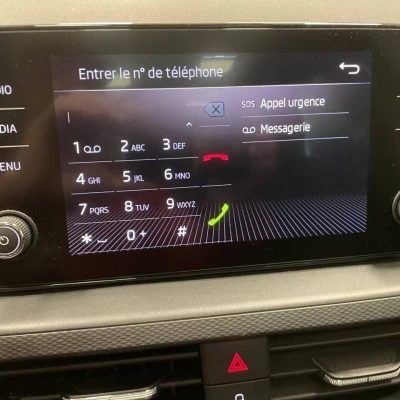 Entrer le n° de téléphone
DIO
SOS Appel urgence
DIA
Messagerie
1 2 ABC 3 DEF
MENU
4 GHI 5 JKL 6 MNO
7 PQRS 8 TUV 9 WXYZ
* 0 + #